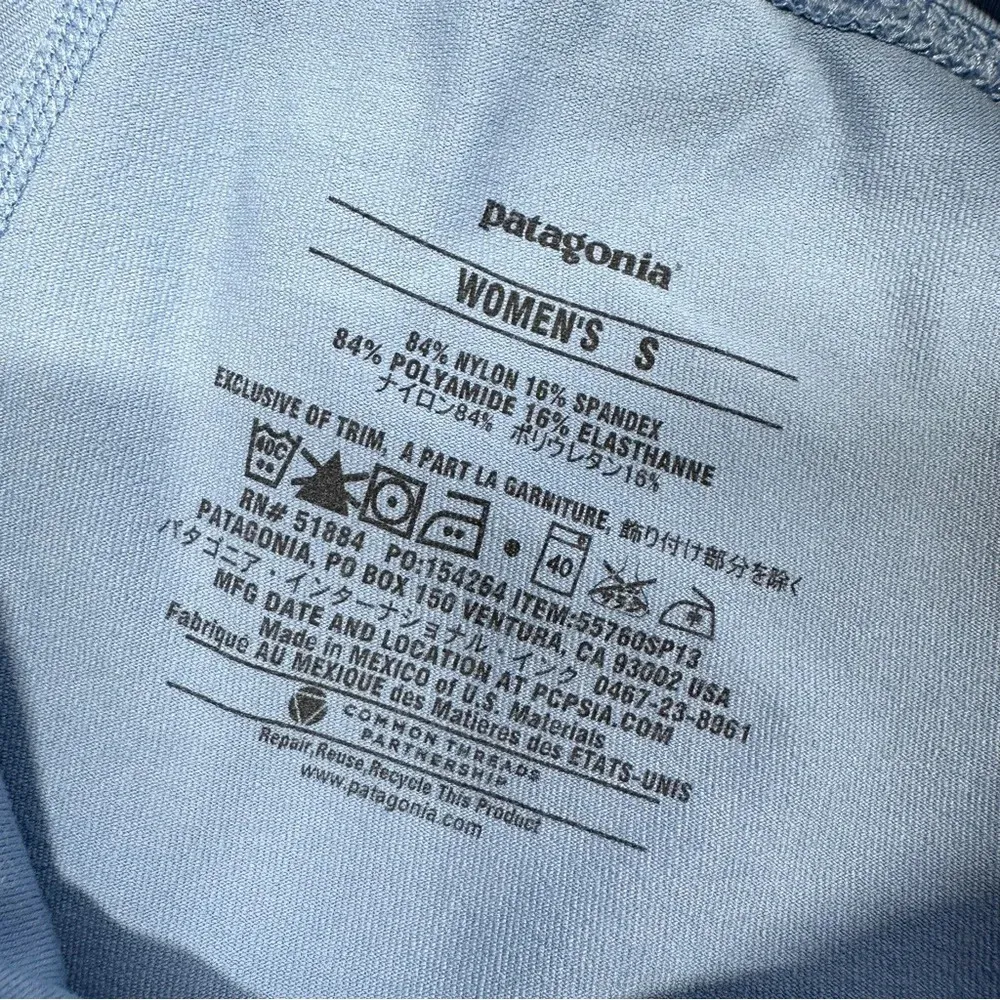 patagonia
WOMEN'S S
84% NYLON 16% SPANDEX
84% POLYAMIDE 16% ELASTHANNE
ナイロン84% ポリウレタン16%
EXCLUSIVE OF TRIM, A PART LA GARNITURE, 飾り付け部分を除く
40C 40
RN# 51884 PO:154264 ITEM:55760SP13
PATAGONIA, PO BOX 150 VENTURA, CA 93002 USA
パタゴニア・インターナショナル・インク 0467-23-8961
MFG DATE AND LOCATION AT PCPSIA.COM
Made in MEXICO of U.S. Materials
Fabriqué AU MEXIQUE des Matières des ETATS-UNIS
COMMON THREADS
PARTNERSHIP
Repair,Reuse,Recycle This Product
www.patagonia.com